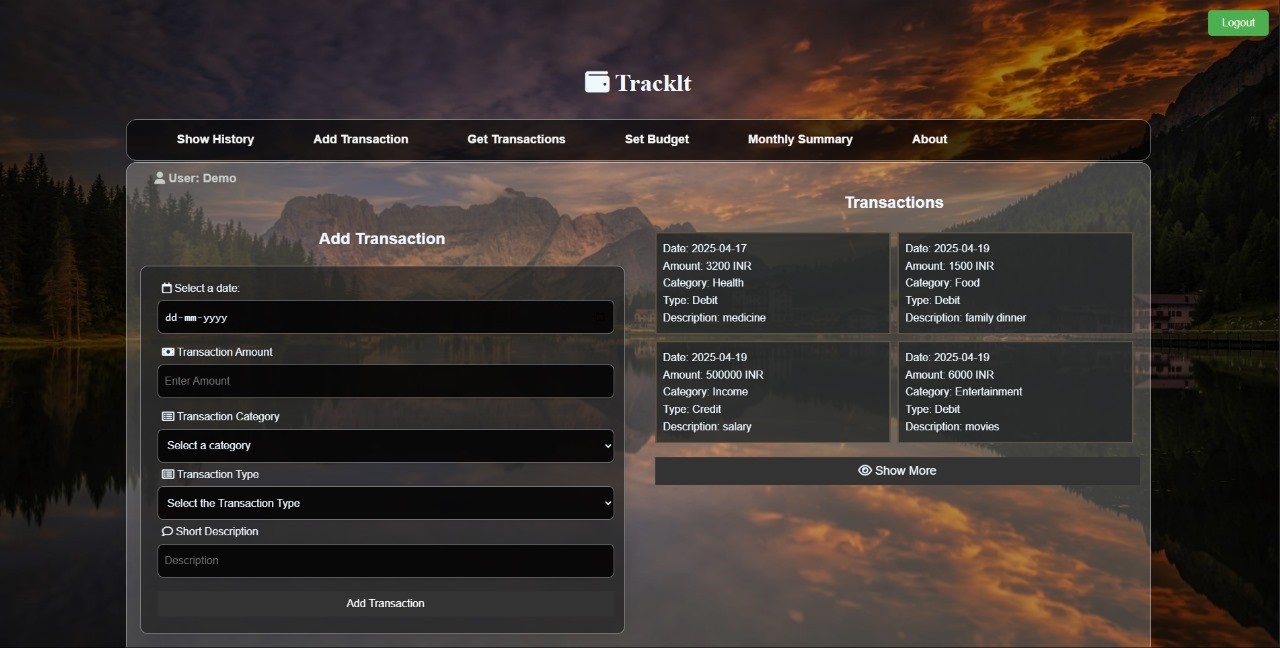 Logout
TrackIt
Show History Add Transaction Get Transactions Set Budget Monthly Summary About
User: Demo
Add Transaction
Select a date:
dd-mm-yyyy
Transaction Amount
Enter Amount
Transaction Category
Select a category
Transaction Type
Select the Transaction Type
Short Description
Description
Add Transaction
Transactions
Date: 2025-04-17
Amount: 3200 INR
Category: Health
Type: Debit
Description: medicine
Date: 2025-04-19
Amount: 1500 INR
Category: Food
Type: Debit
Description: family dinner
Date: 2025-04-19
Amount: 500000 INR
Category: Income
Type: Credit
Description: salary
Date: 2025-04-19
Amount: 6000 INR
Category: Entertainment
Type: Debit
Description: movies
Show More